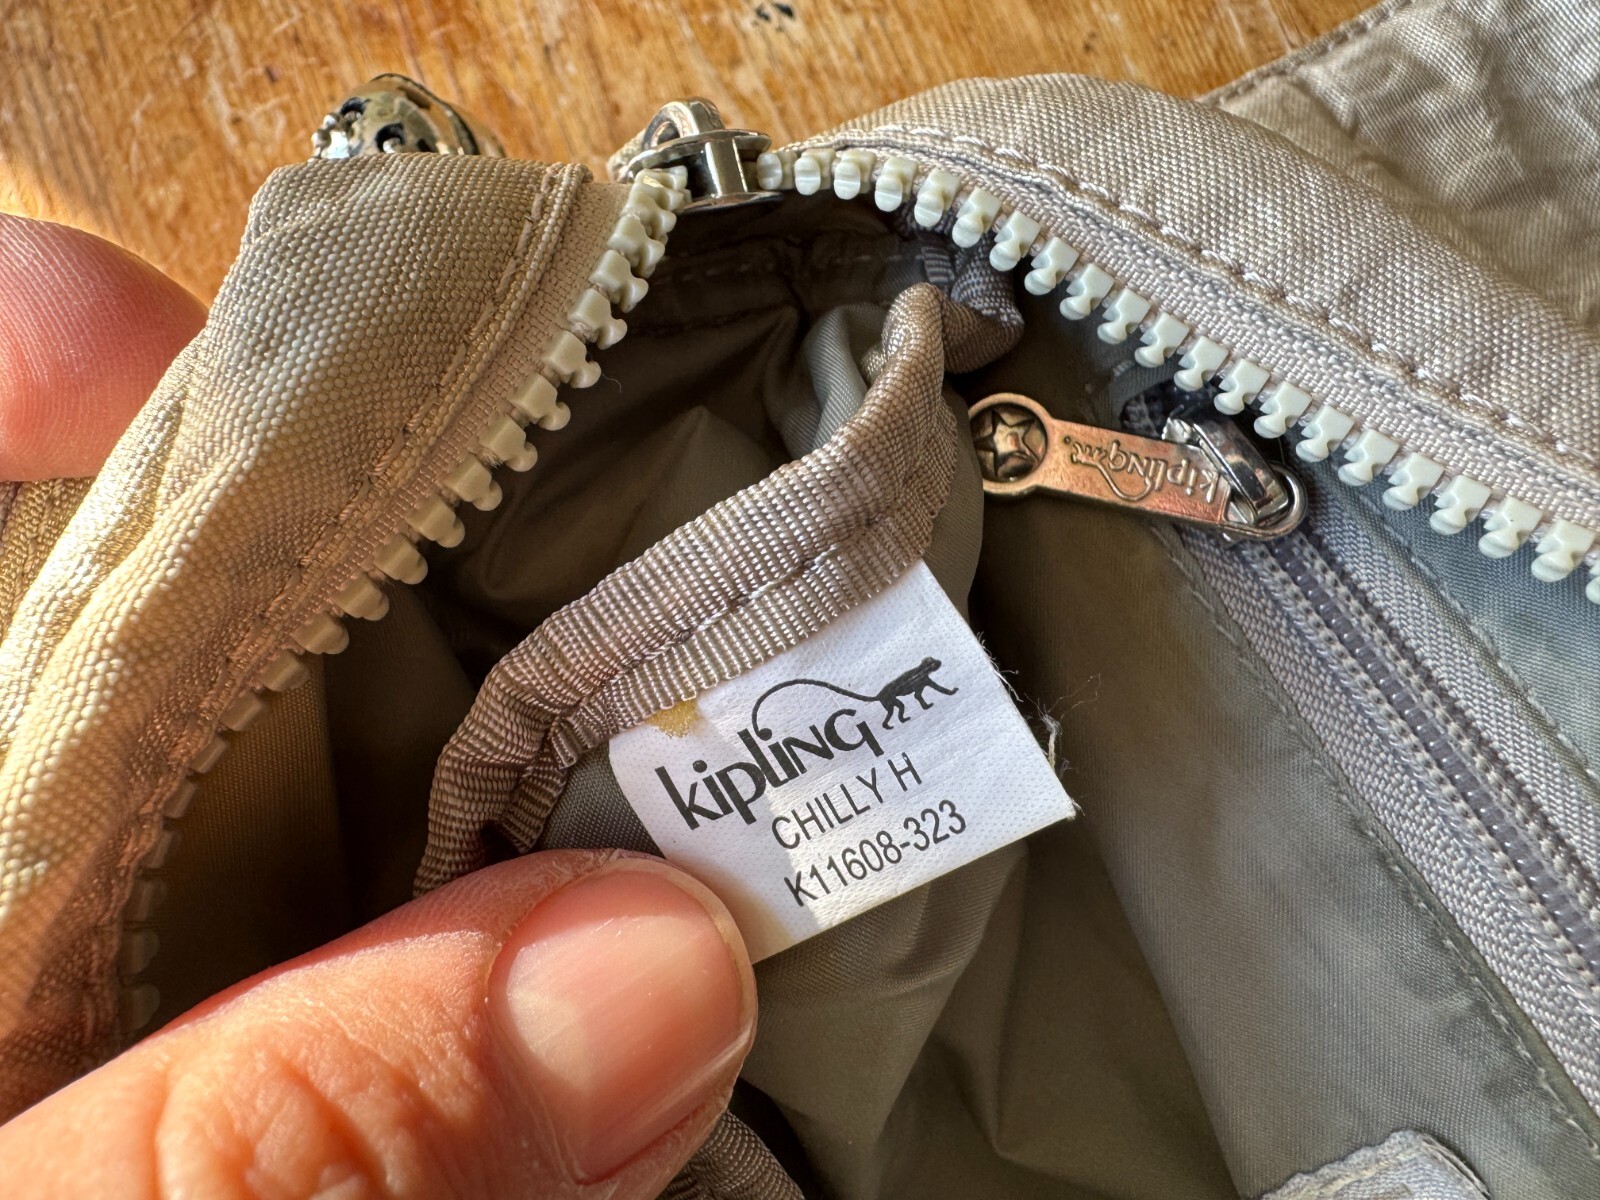 kipling
CHILLY H
K11608-323
kipling